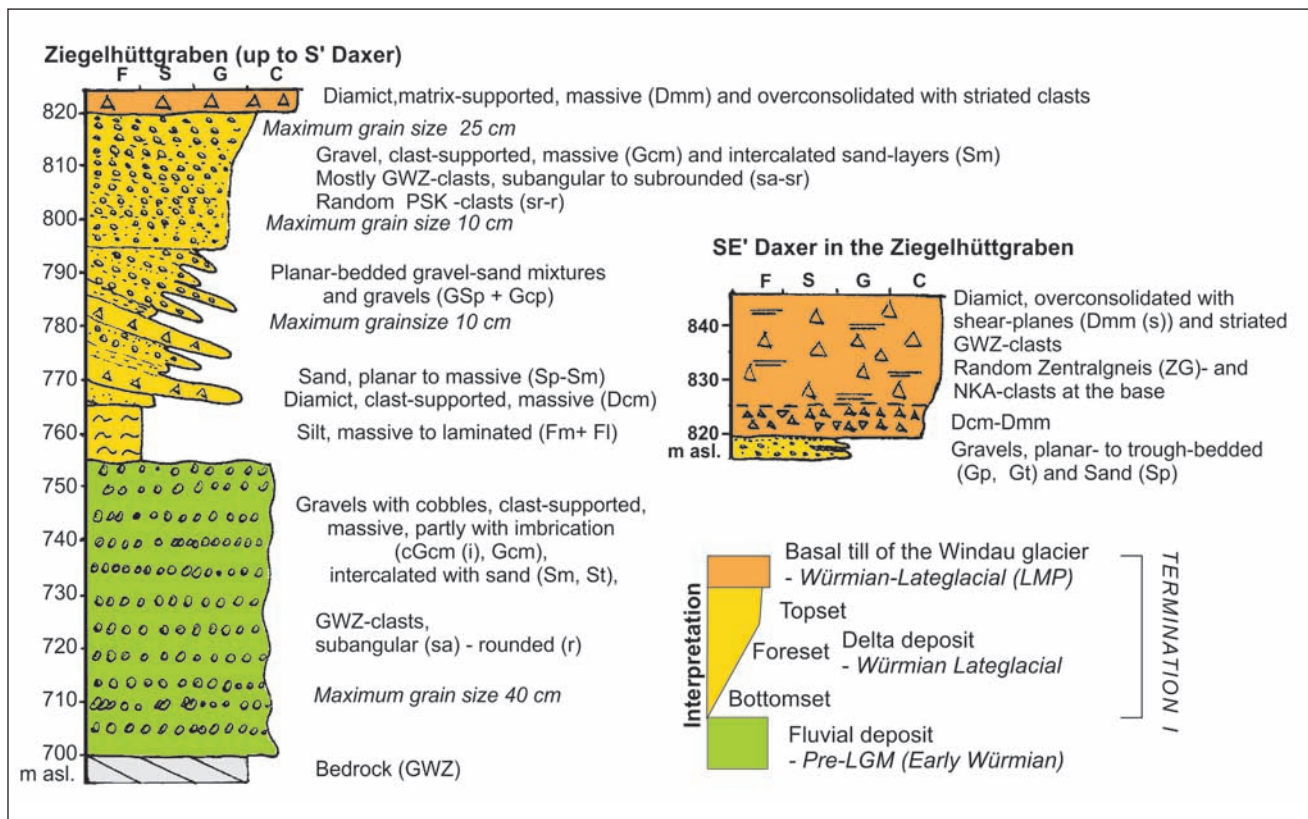 Ziegelhüttgraben (up to S' Daxer)
F S G C
820
810
800
790
780
770
760
750
740
730
720
710
700
m asl.
Diamict,matrix-supported, massive (Dmm) and overconsolidated with striated clasts
Maximum grain size 25 cm
Gravel, clast-supported, massive (Gcm) and intercalated sand-layers (Sm)
Mostly GWZ-clasts, subangular to subrounded (sa-sr)
Random PSK -clasts (sr-r)
Maximum grain size 10 cm
Planar-bedded gravel-sand mixtures
and gravels (GSp + Gcp)
Maximum grainsize 10 cm
Sand, planar to massive (Sp-Sm)
Diamict, clast-supported, massive (Dcm)
Silt, massive to laminated (Fm+ Fl)
Gravels with cobbles, clast-supported,
massive, partly with imbrication
(cGcm (i), Gcm),
intercalated with sand (Sm, St),
GWZ-clasts,
subangular (sa) - rounded (r)
Maximum grain size 40 cm
Bedrock (GWZ)
SE' Daxer in the Ziegelhüttgraben
F S G C
840
830
820
m asl.
Diamict, overconsolidated with
shear-planes (Dmm (s)) and striated
GWZ-clasts
Random Zentralgneis (ZG)- and
NKA-clasts at the base
Dcm-Dmm
Gravels, planar- to trough-bedded
(Gp, Gt) and Sand (Sp)
Interpretation
Basal till of the Windau glacier
- Würmian-Lateglacial (LMP)
Topset
Foreset Delta deposit
- Würmian Lateglacial
Bottomset
Fluvial deposit
- Pre-LGM (Early Würmian)
TERMINATION I